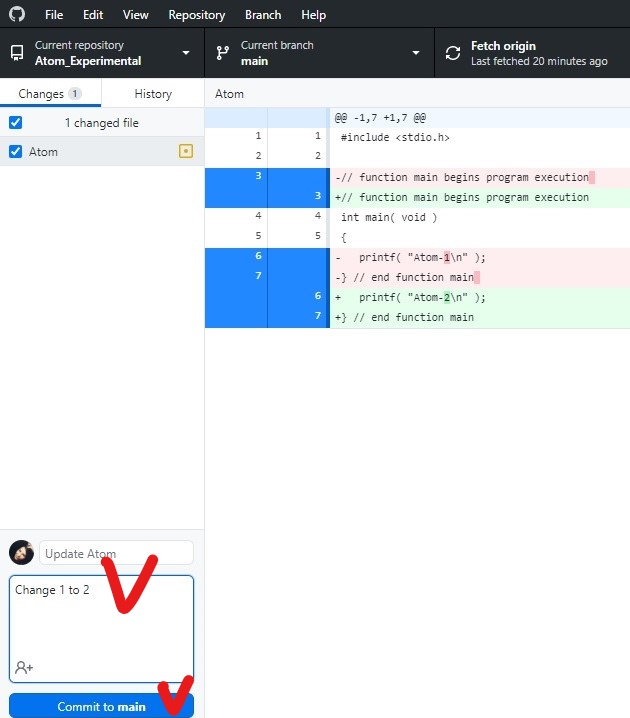 File Edit View Repository Branch Help
Current repository
Atom_Experimental
Current branch
main
Fetch origin
Last fetched 20 minutes ago
Changes 1 History
1 changed file
Atom
Atom
@@ -1,7 +1,7 @@
1 1 #include <stdio.h>
2 2
3 -// function main begins program execution
3 +// function main begins program execution
4 4 int main( void )
5 5 {
6 - printf( "Atom-1\n" );
7 -} // end function main
6 + printf( "Atom-2\n" );
7 +} // end function main
Update Atom
Change 1 to 2
Commit to main